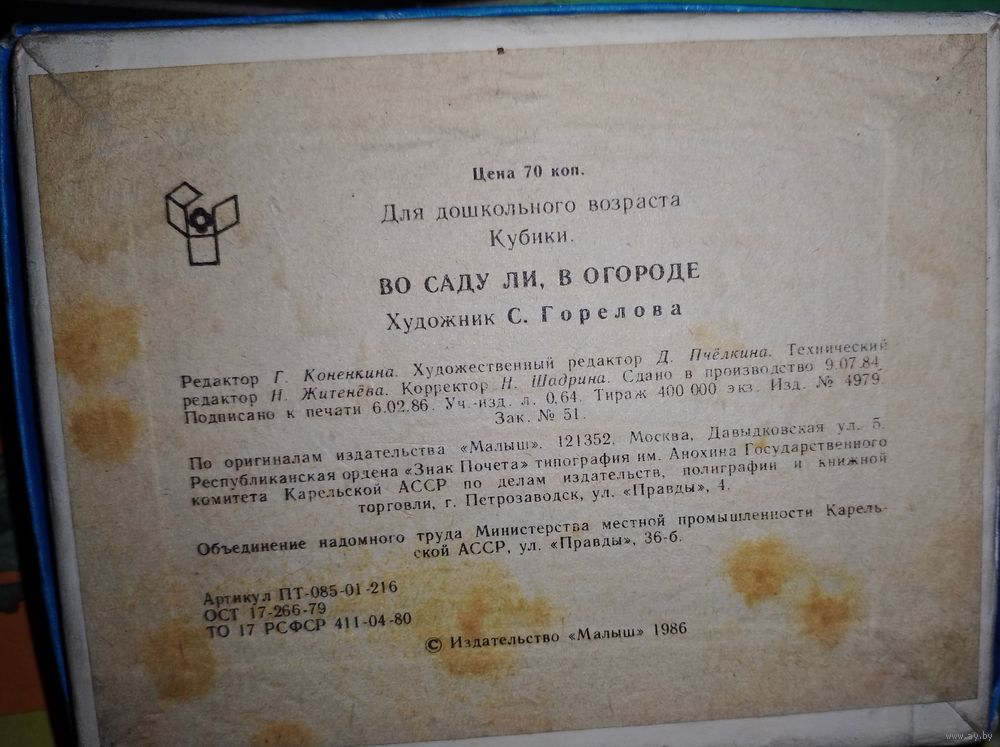 Цена 70 коп.
Для дошкольного возраста
Кубики.
ВО САДУ ЛИ, В ОГОРОДЕ
Художник С. Горелова
Редактор Г. Коненкина. Художественный редактор Д. Пчёлкина. Технический
редактор Н. Житенёва. Корректор Н. Шадрина. Сдано в производство 9.07.84.
Подписано к печати 6.02.86. Уч.-изд. л. 0,64. Тираж 400 000 экз. Изд. № 4979.
Зак. № 51.
По оригиналам издательства «Малыш». 121352, Москва, Давыдковская ул. 5.
Республиканская ордена «Знак Почета» типография им. Анохина Государственного
комитета Карельской АССР по делам издательств, полиграфии и книжной
торговли, г. Петрозаводск, ул. «Правды», 4.
Объединение надомного труда Министерства местной промышленности Карель-
ской АССР, ул. «Правды», 36-б.
Артикул ПТ-085-01-216
ОСТ 17-266-79
ТО 17 РСФСР 411-04-80
© Издательство «Малыш» 1986
www.ay.by